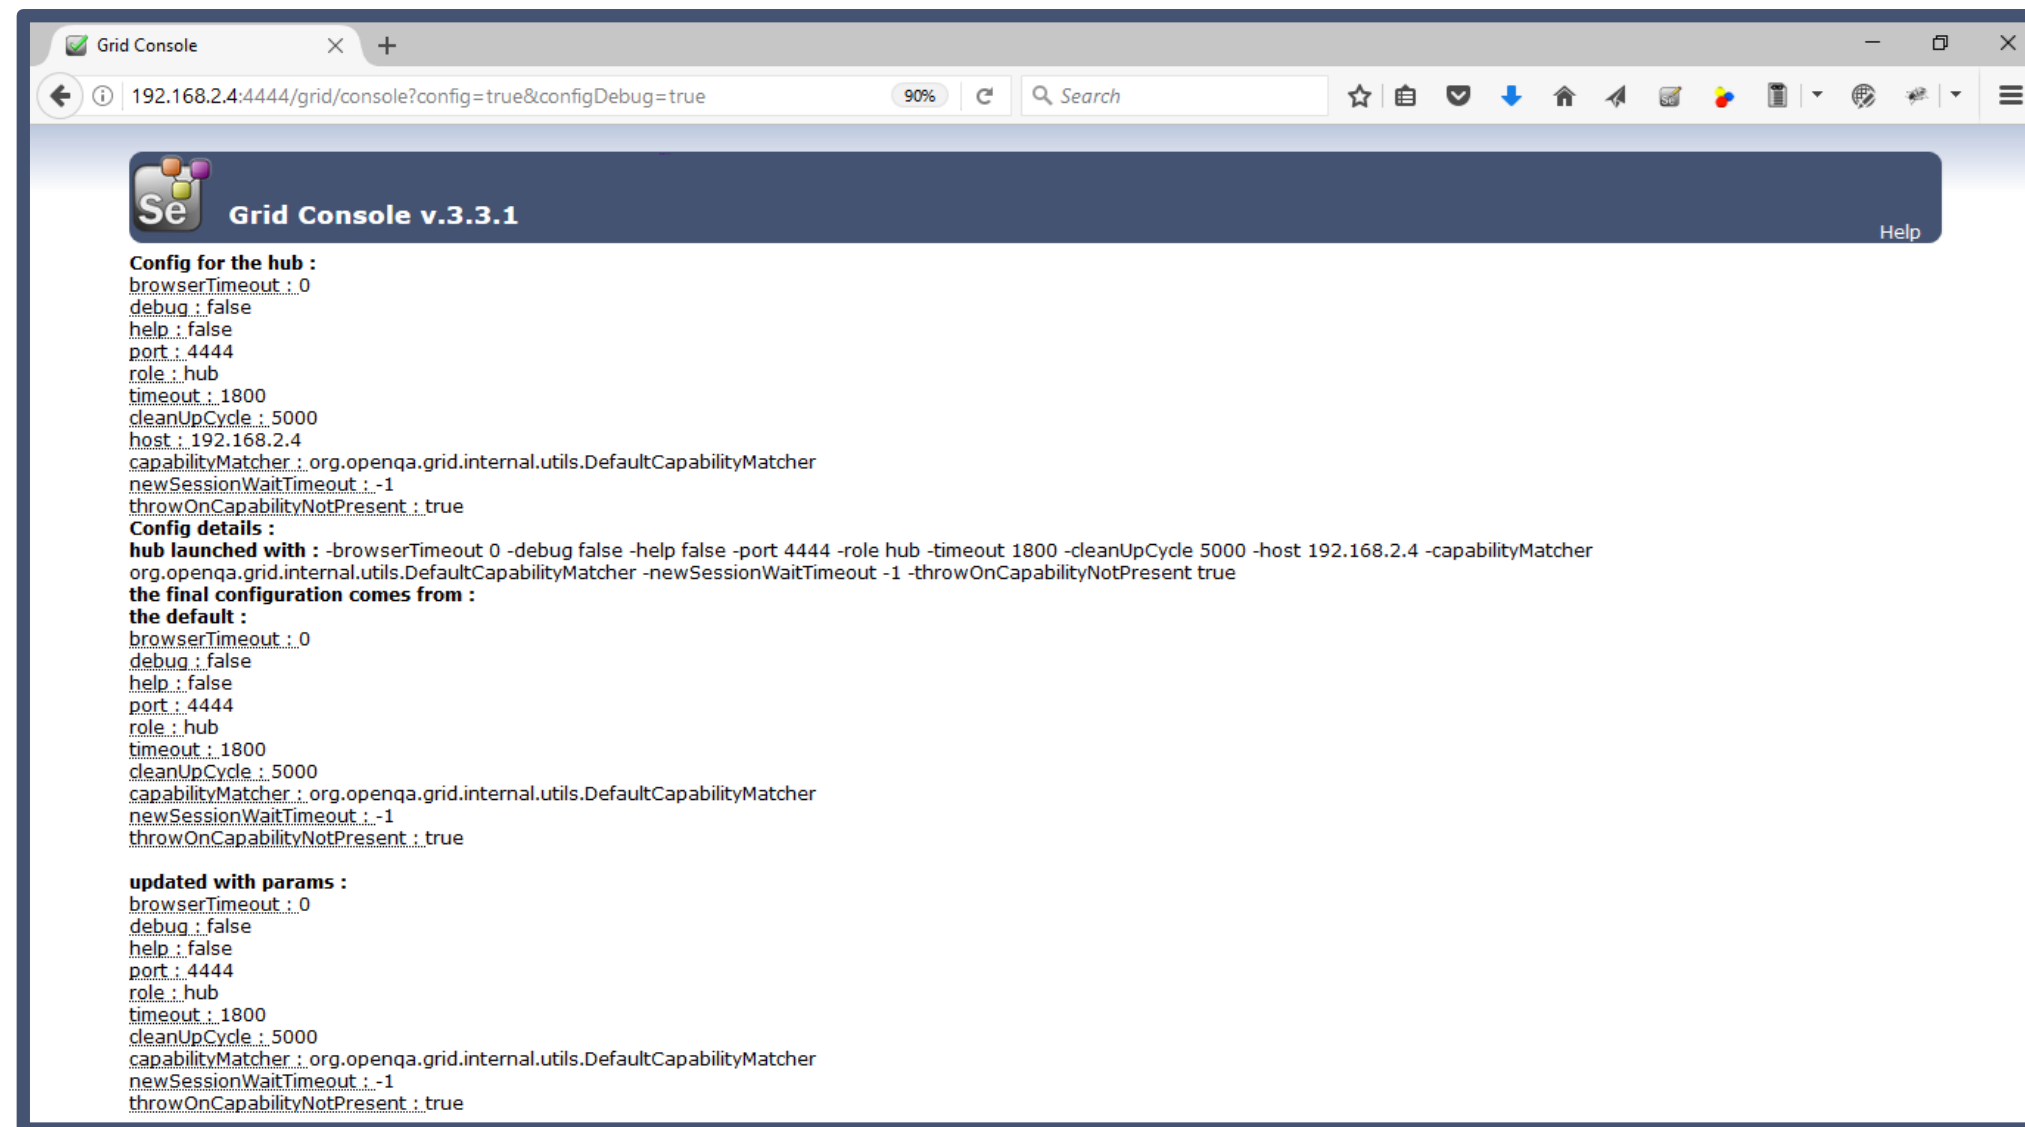 Grid Console
192.168.2.4:4444/grid/console?config=true&configDebug=true
90%
Search
Se
Grid Console v.3.3.1
Help
Config for the hub :
browserTimeout : 0
debug : false
help : false
port : 4444
role : hub
timeout : 1800
cleanUpCycle : 5000
host : 192.168.2.4
capabilityMatcher : org.openqa.grid.internal.utils.DefaultCapabilityMatcher
newSessionWaitTimeout : -1
throwOnCapabilityNotPresent : true
Config details :
hub launched with : -browserTimeout 0 -debug false -help false -port 4444 -role hub -timeout 1800 -cleanUpCycle 5000 -host 192.168.2.4 -capabilityMatcher
org.openqa.grid.internal.utils.DefaultCapabilityMatcher -newSessionWaitTimeout -1 -throwOnCapabilityNotPresent true
the final configuration comes from :
the default :
browserTimeout : 0
debug : false
help : false
port : 4444
role : hub
timeout : 1800
cleanUpCycle : 5000
capabilityMatcher : org.openqa.grid.internal.utils.DefaultCapabilityMatcher
newSessionWaitTimeout : -1
throwOnCapabilityNotPresent : true
updated with params :
browserTimeout : 0
debug : false
help : false
port : 4444
role : hub
timeout : 1800
cleanUpCycle : 5000
capabilityMatcher : org.openqa.grid.internal.utils.DefaultCapabilityMatcher
newSessionWaitTimeout : -1
throwOnCapabilityNotPresent : true